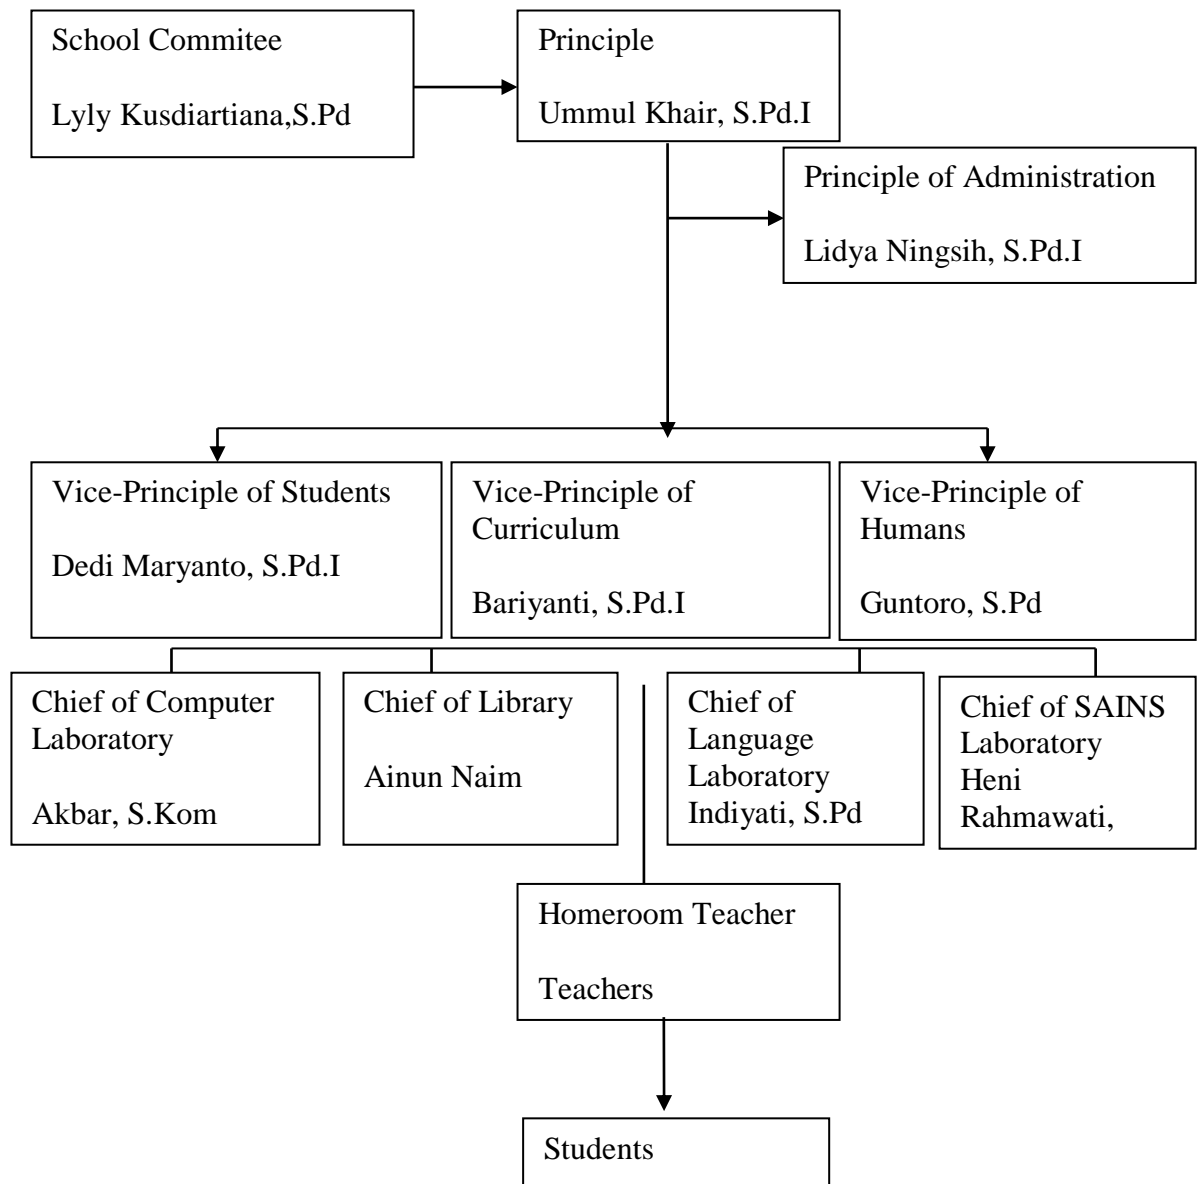 School Commitee
Lyly Kusdiartiana,S.Pd
Principle
Ummul Khair, S.Pd.I
Principle of Administration
Lidya Ningsih, S.Pd.I
Vice-Principle of Students
Dedi Maryanto, S.Pd.I
Vice-Principle of
Curriculum
Bariyanti, S.Pd.I
Vice-Principle of
Humans
Guntoro, S.Pd
Chief of Computer
Laboratory
Akbar, S.Kom
Chief of Library
Ainun Naim
Chief of
Language
Laboratory
Indiyati, S.Pd
Chief of SAINS
Laboratory
Heni
Rahmawati,
Homeroom Teacher
Teachers
Students